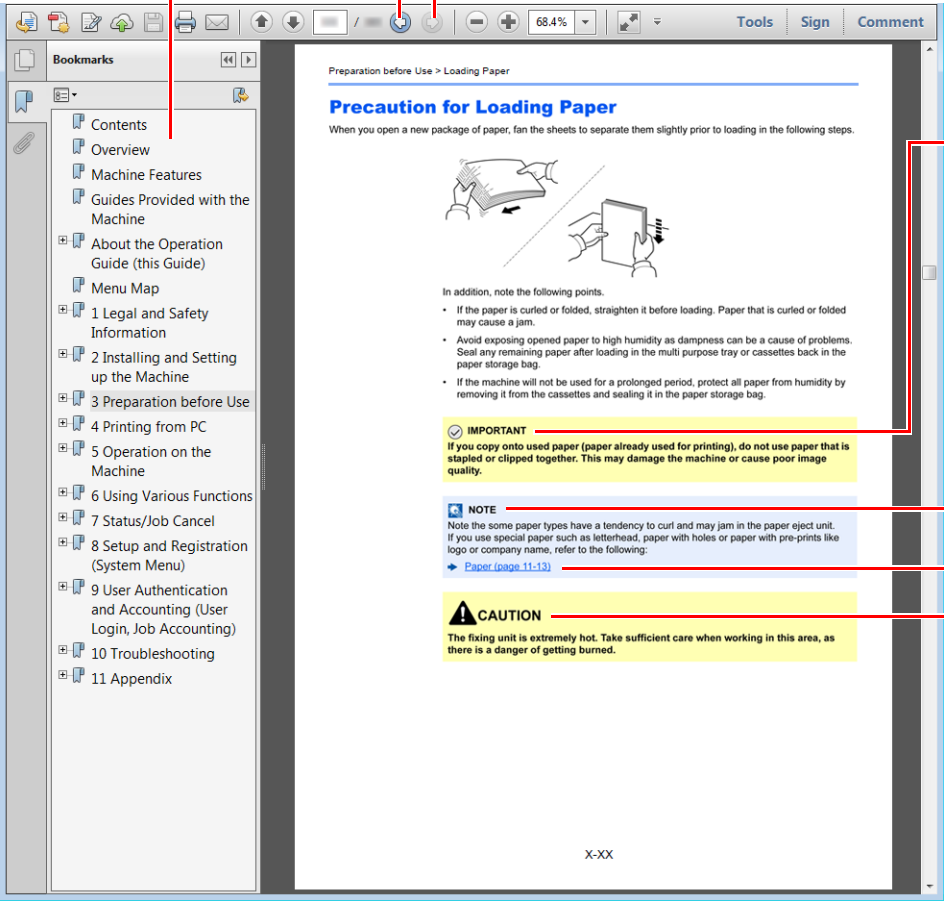 /
68.4%
Tools
Sign
Comment
Bookmarks
Contents
Overview
Machine Features
Guides Provided with the
Machine
About the Operation
Guide (this Guide)
Menu Map
1 Legal and Safety
Information
2 Installing and Setting
up the Machine
3 Preparation before Use
4 Printing from PC
5 Operation on the
Machine
6 Using Various Functions
7 Status/Job Cancel
8 Setup and Registration
(System Menu)
9 User Authentication
and Accounting (User
Login, Job Accounting)
10 Troubleshooting
11 Appendix
Preparation before Use > Loading Paper
Precaution for Loading Paper
When you open a new package of paper, fan the sheets to separate them slightly prior to loading in the following steps.
In addition, note the following points.
• If the paper is curled or folded, straighten it before loading. Paper that is curled or folded
may cause a jam.
• Avoid exposing opened paper to high humidity as dampness can be a cause of problems.
Seal any remaining paper after loading in the multi purpose tray or cassettes back in the
paper storage bag.
• If the machine will not be used for a prolonged period, protect all paper from humidity by
removing it from the cassettes and sealing it in the paper storage bag.
IMPORTANT
If you copy onto used paper (paper already used for printing), do not use paper that is
stapled or clipped together. This may damage the machine or cause poor image
quality.
NOTE
Note the some paper types have a tendency to curl and may jam in the paper eject unit.
If you use special paper such as letterhead, paper with holes or paper with pre-prints like
logo or company name, refer to the following:
Paper (page 11-13)
CAUTION
The fixing unit is extremely hot. Take sufficient care when working in this area, as
there is a danger of getting burned.
X-XX